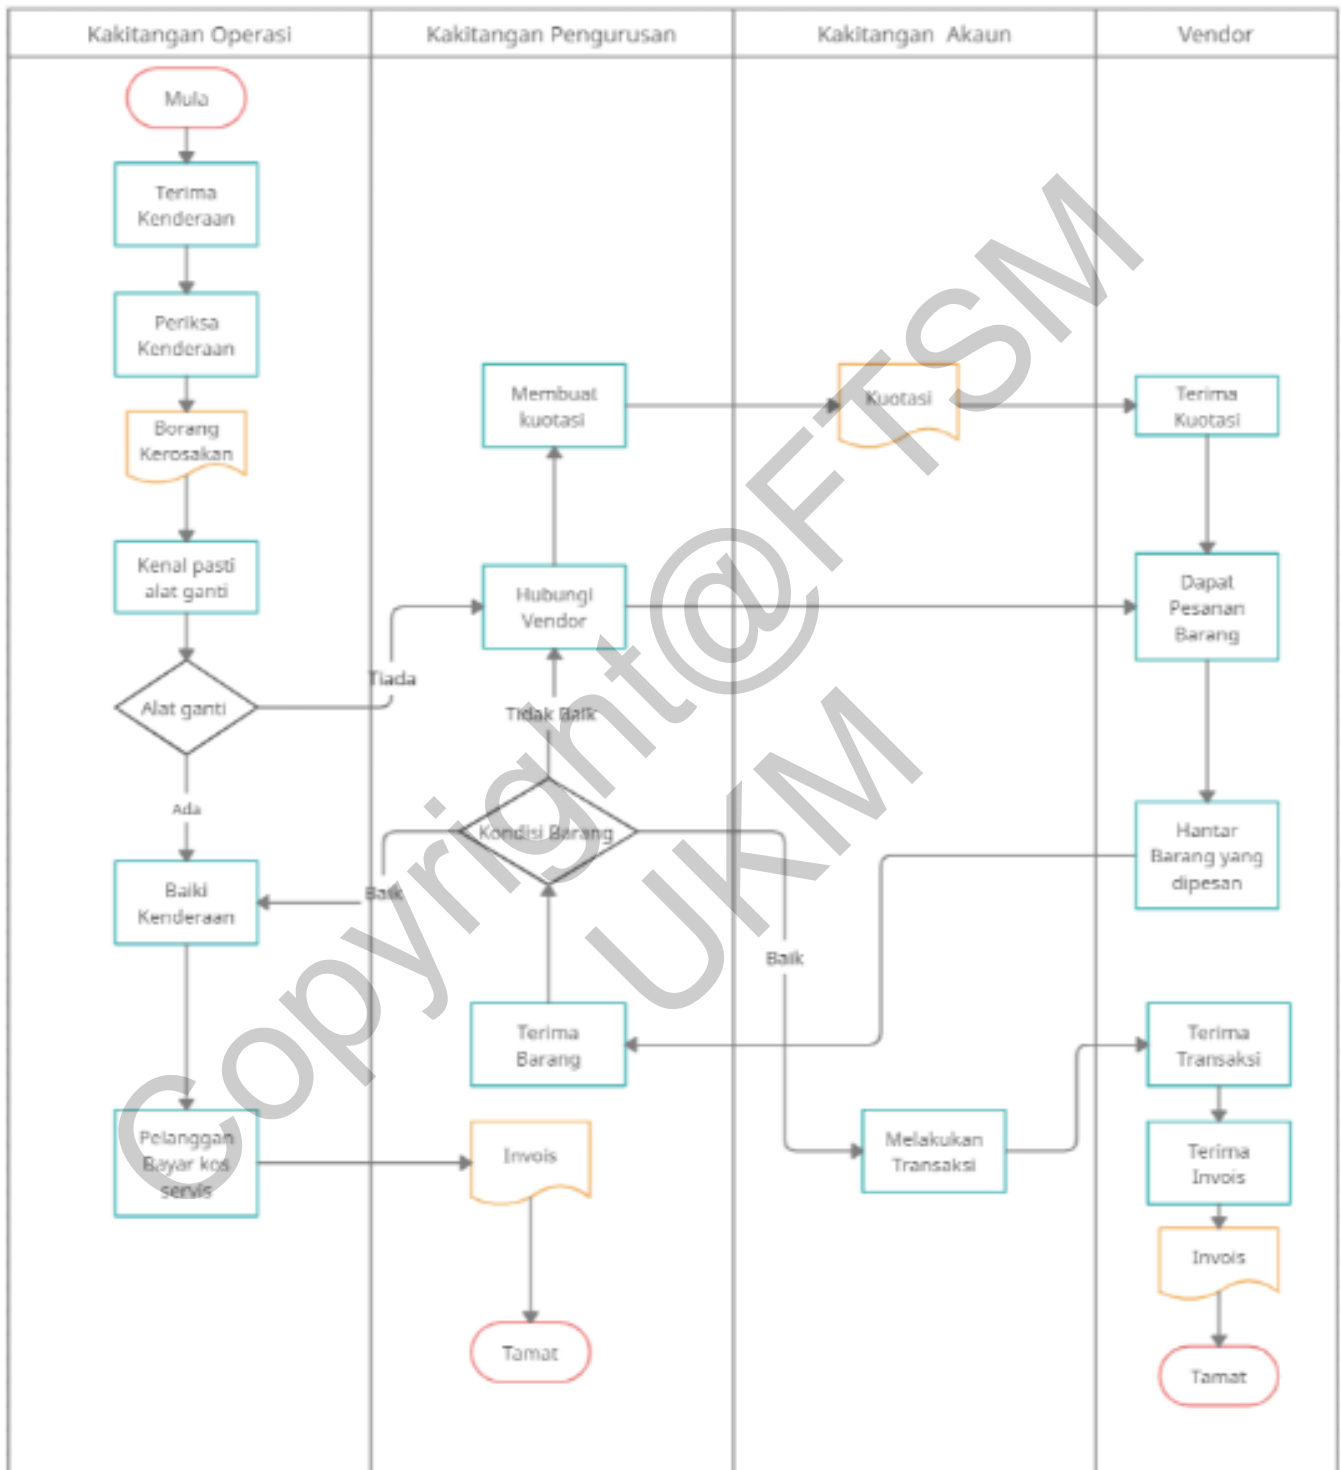 Kakitangan Operasi
Kakitangan Pengurusan
Kakitangan Akaun
Vendor
Mula
Terima
Kenderaan
Periksa
Kenderaan
Borang
Kerosakan
Kenal pasti
alat ganti
Alat ganti
Tiada
Ada
Baiki
Kenderaan
Pelanggan
Bayar kos
servis
Membuat
kuotasi
Hubungi
Vendor
Tidak Baik
Kondisi Barang
Baik
Terima
Barang
Invois
Tamat
Kuotasi
Baik
Melakukan
Transaksi
Terima
Kuotasi
Dapat
Pesanan
Barang
Hantar
Barang yang
dipesan
Terima
Transaksi
Terima
Invois
Invois
Tamat
Copyright@FTSM
UKM